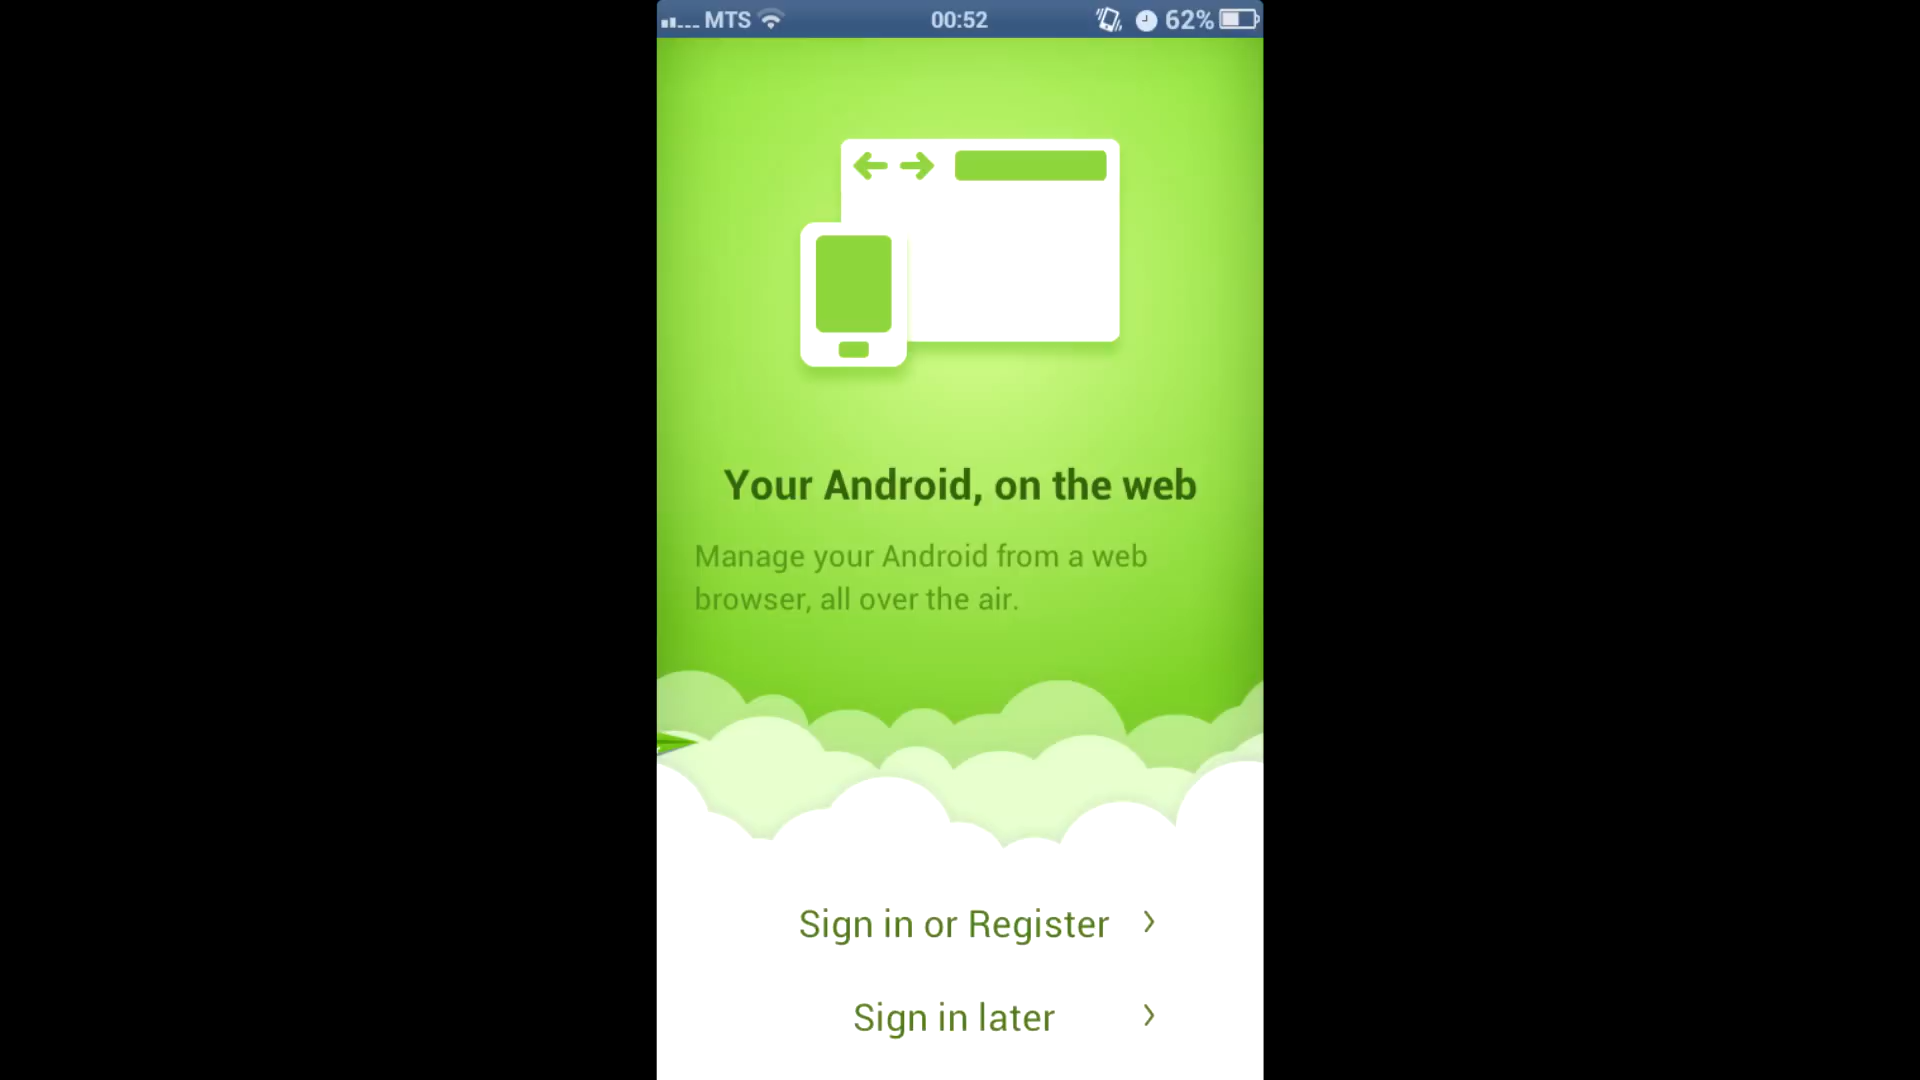 MTS 00:52 62%
Your Android, on the web
Manage your Android from a web
browser, all over the air.
Sign in or Register
Sign in later